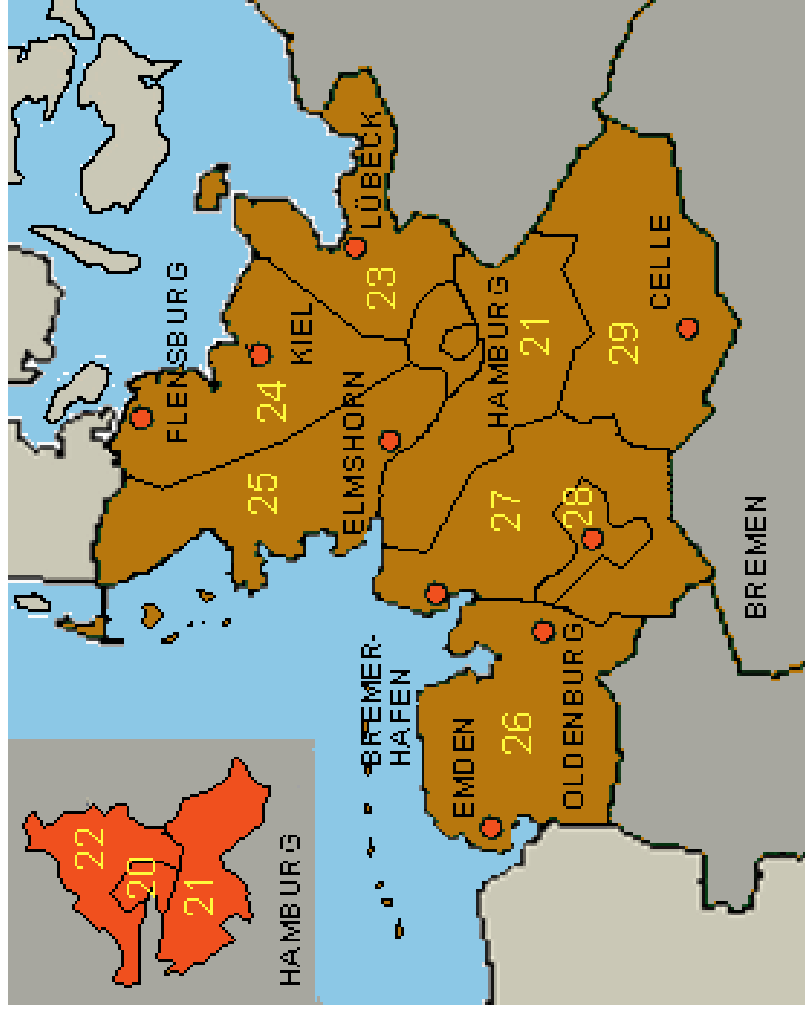 22
20
21
HAMBURG
FLENSBURG
25
24
KIEL
ELMSHORN
LÜBECK
23
BREMER-
HAFEN
EMDEN
HAMBURG
27
26
21
OLDENBURG
28
29
CELLE
BREMEN